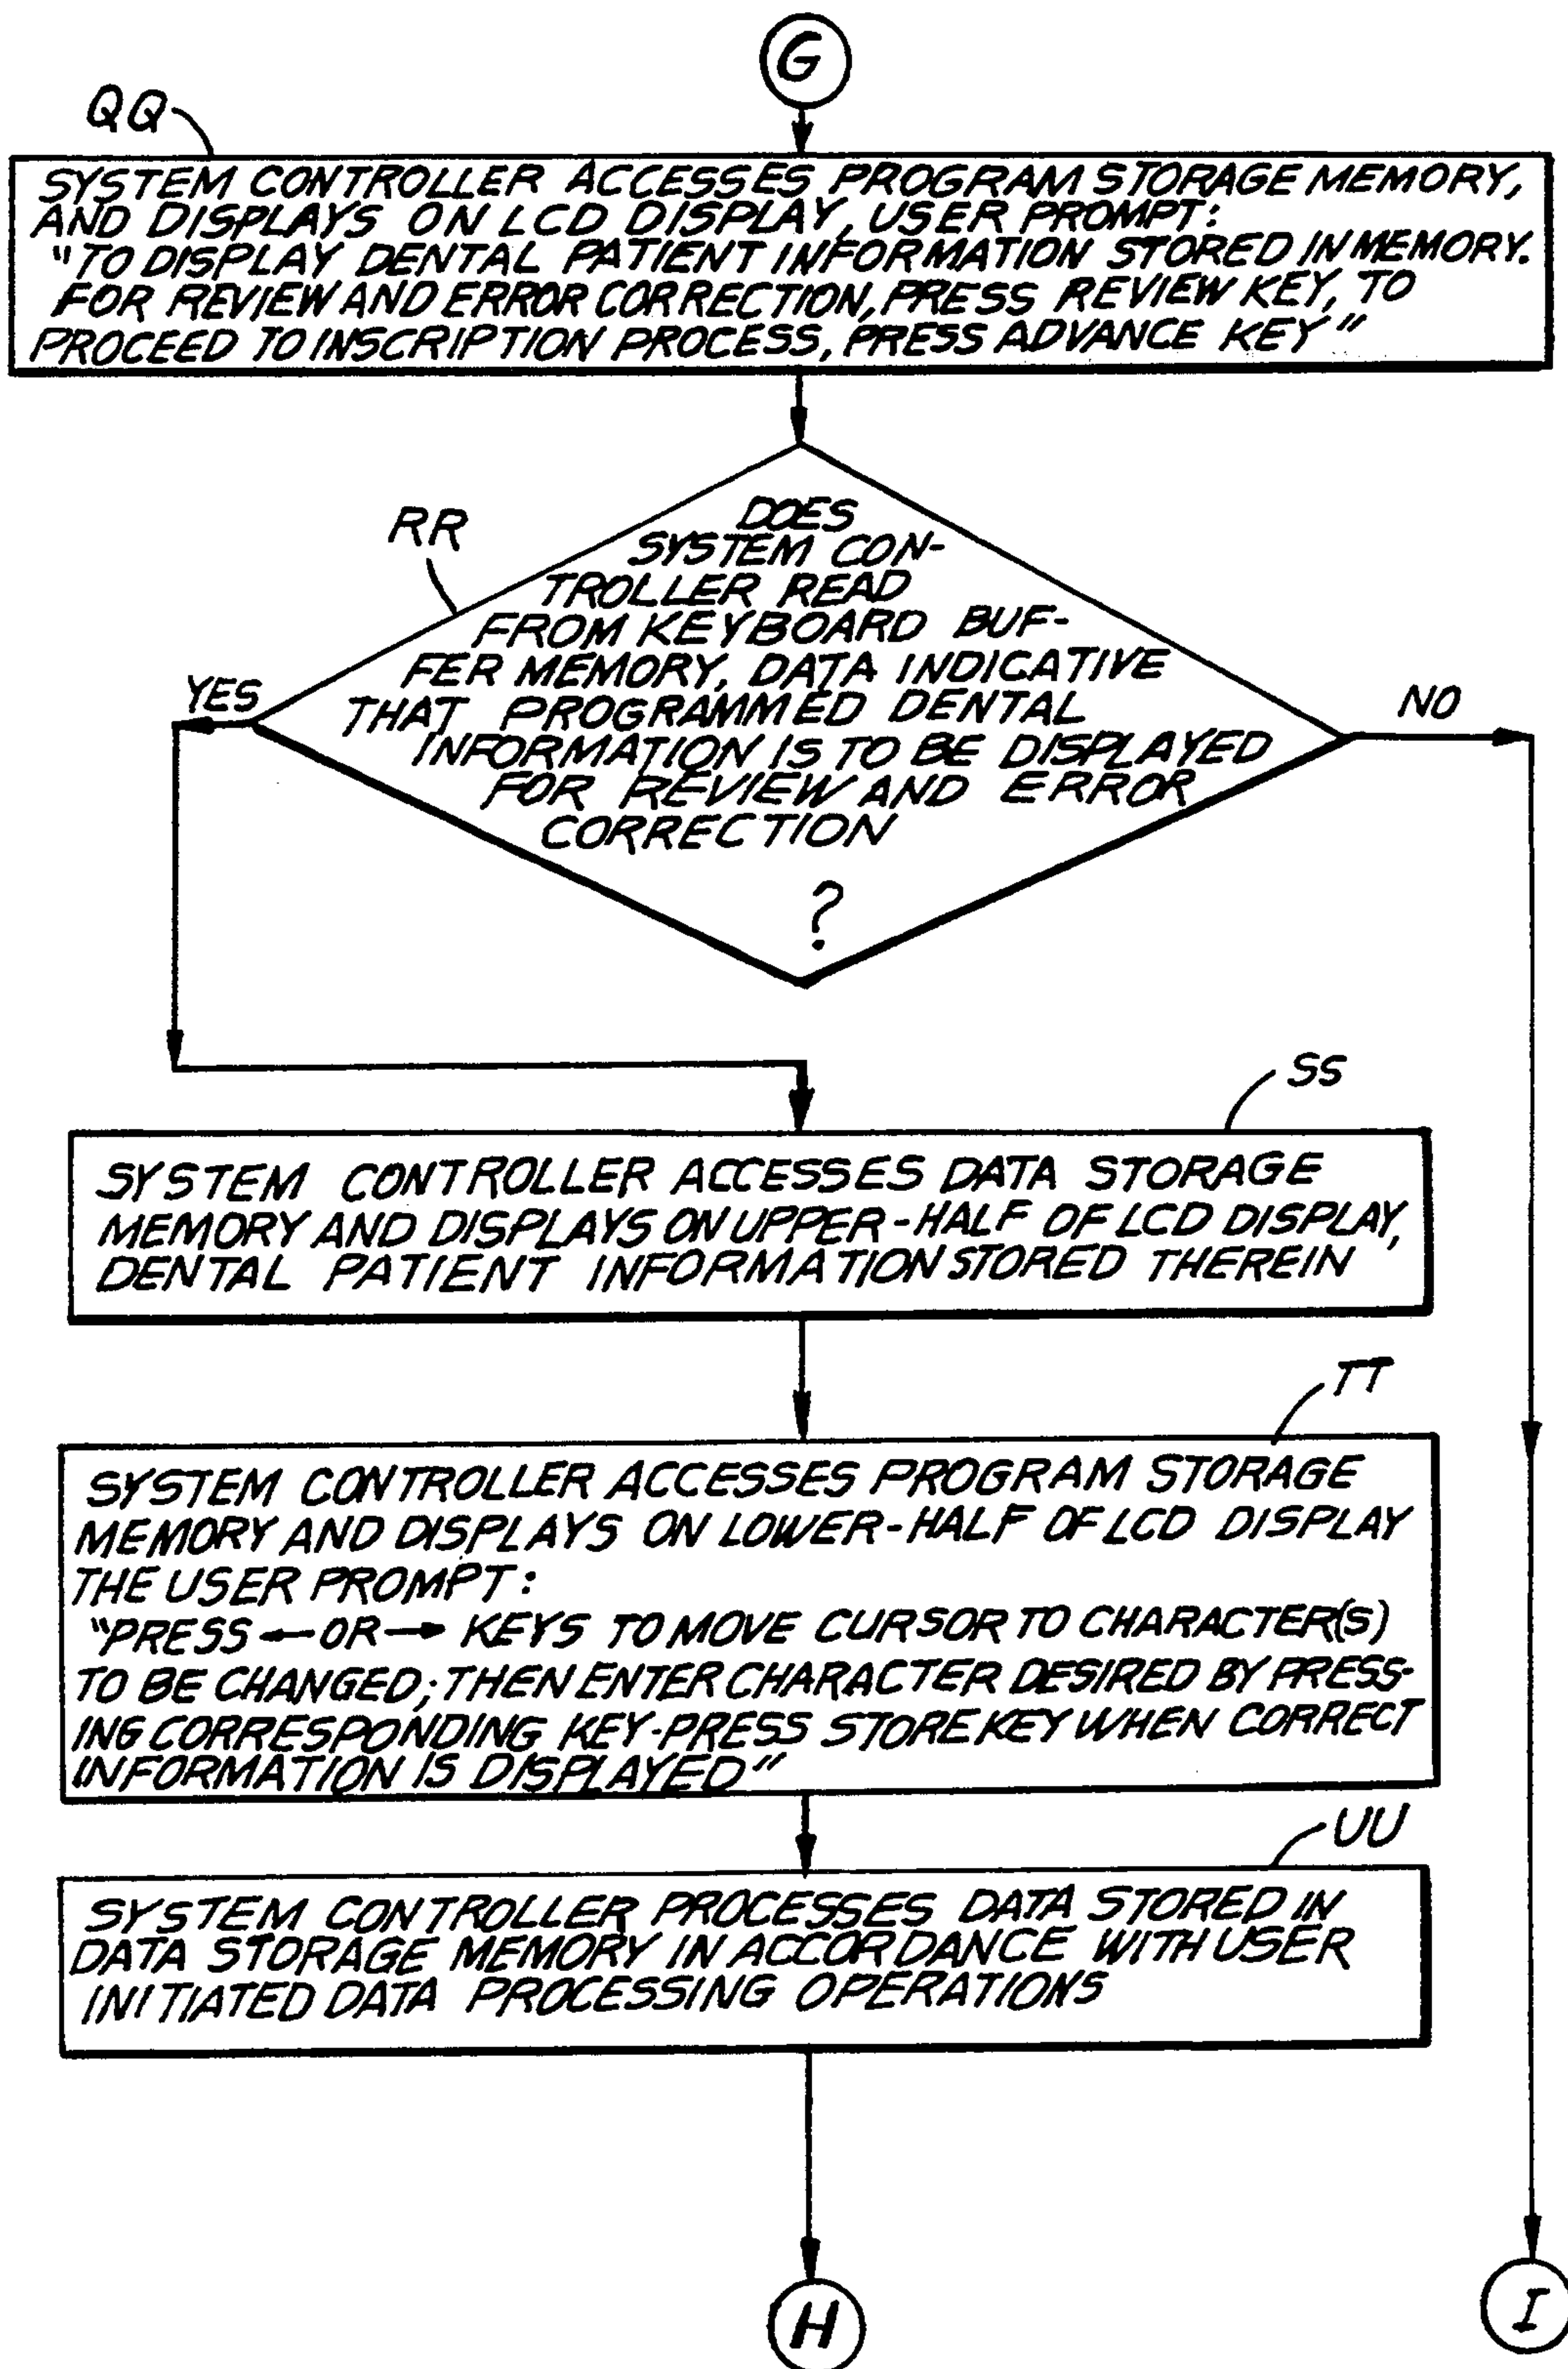 G
QQ
SYSTEM CONTROLLER ACCESSES PROGRAM STORAGE MEMORY,
AND DISPLAYS ON LCD DISPLAY, USER PROMPT:
"TO DISPLAY DENTAL PATIENT INFORMATION STORED IN MEMORY.
FOR REVIEW AND ERROR CORRECTION, PRESS REVIEW KEY, TO
PROCEED TO INSCRIPTION PROCESS, PRESS ADVANCE KEY"
RR
DOES
SYSTEM CON-
TROLLER READ
FROM KEYBOARD BUF-
FER MEMORY, DATA INDICATIVE
THAT PROGRAMMED DENTAL
INFORMATION IS TO BE DISPLAYED
FOR REVIEW AND ERROR
CORRECTION
?
YES
NO
SS
SYSTEM CONTROLLER ACCESSES DATA STORAGE
MEMORY AND DISPLAYS ON UPPER-HALF OF LCD DISPLAY,
DENTAL PATIENT INFORMATION STORED THEREIN
TT
SYSTEM CONTROLLER ACCESSES PROGRAM STORAGE
MEMORY AND DISPLAYS ON LOWER-HALF OF LCD DISPLAY
THE USER PROMPT:
"PRESS ← OR → KEYS TO MOVE CURSOR TO CHARACTER(S)
TO BE CHANGED; THEN ENTER CHARACTER DESIRED BY PRESS-
ING CORRESPONDING KEY-PRESS STORE KEY WHEN CORRECT
INFORMATION IS DISPLAYED"
UU
SYSTEM CONTROLLER PROCESSES DATA STORED IN
DATA STORAGE MEMORY IN ACCORDANCE WITH USER
INITIATED DATA PROCESSING OPERATIONS
H
I